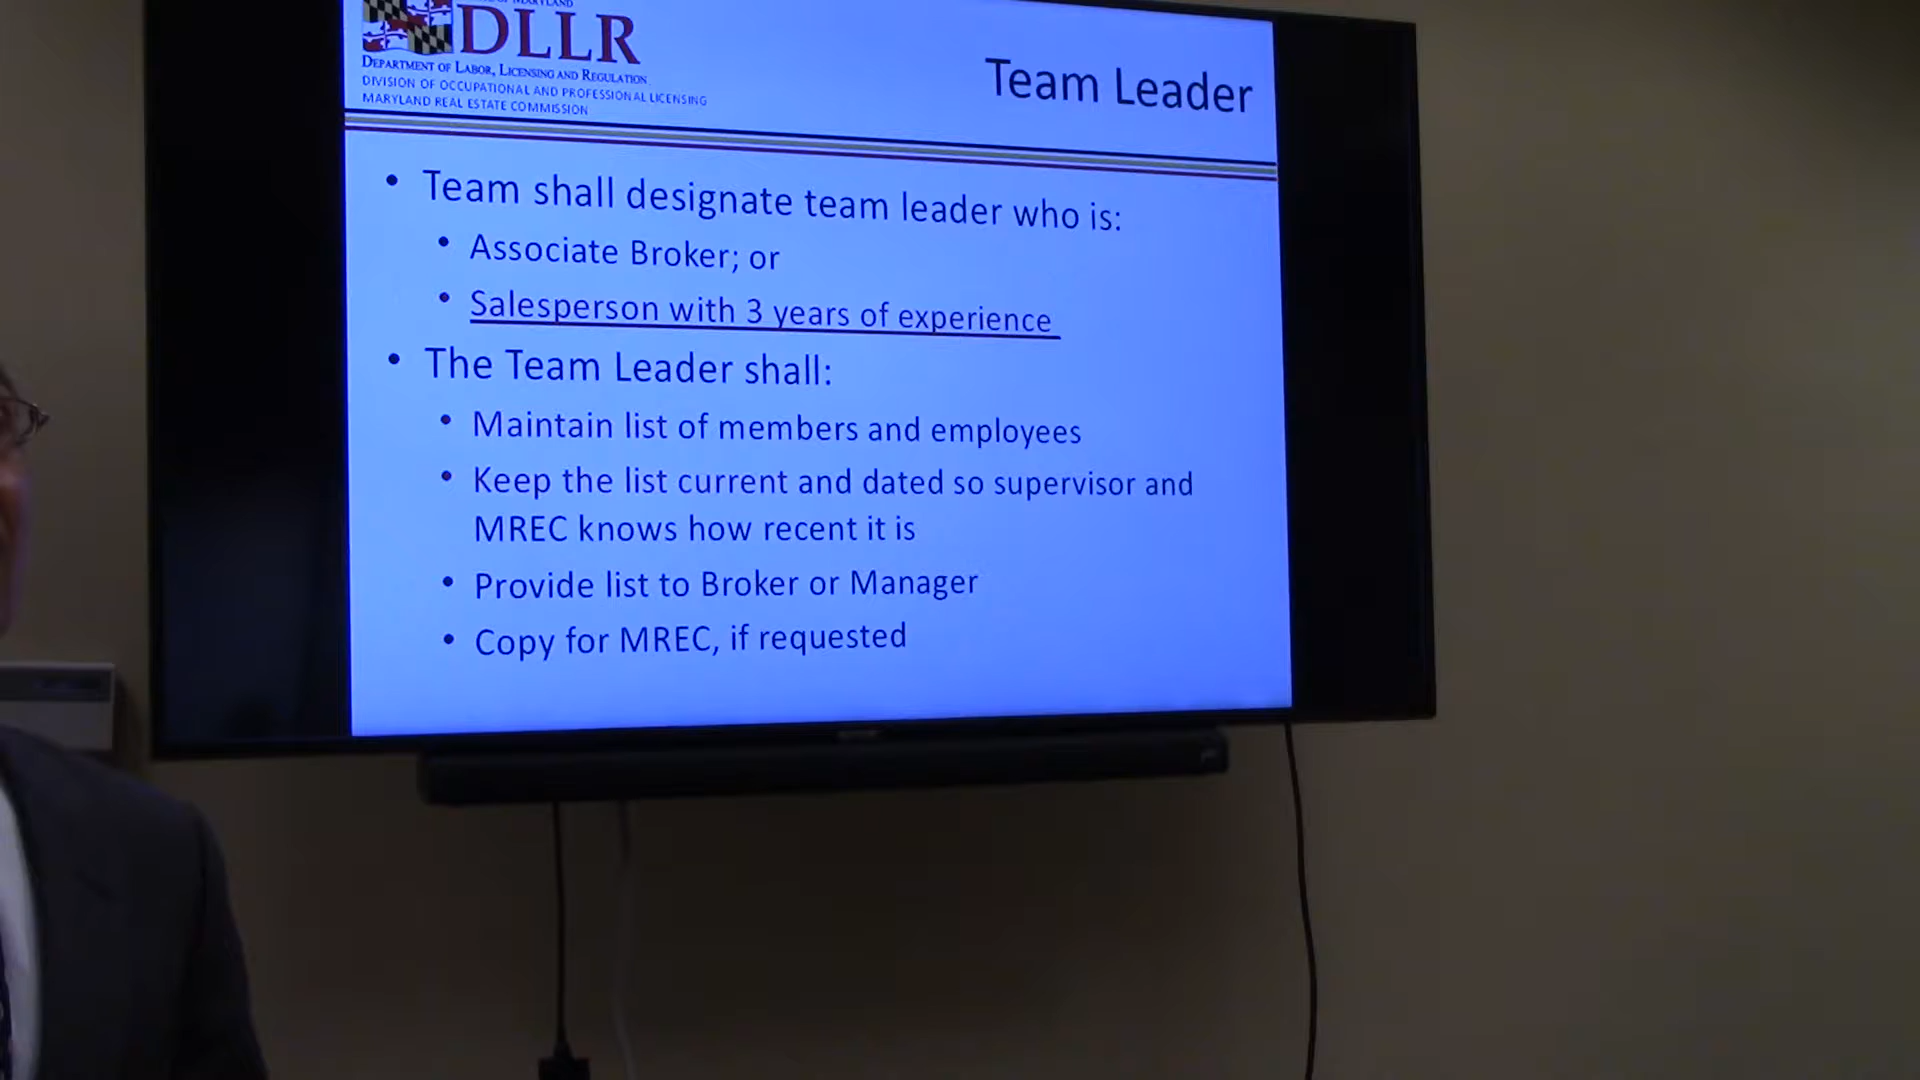 OF MARYLAND
DLLR
DEPARTMENT OF LABOR, LICENSING AND REGULATION
DIVISION OF OCCUPATIONAL AND PROFESSIONAL LICENSING
MARYLAND REAL ESTATE COMMISSION
Team Leader
• Team shall designate team leader who is:
• Associate Broker; or
• Salesperson with 3 years of experience
• The Team Leader shall:
• Maintain list of members and employees
• Keep the list current and dated so supervisor and
MREC knows how recent it is
• Provide list to Broker or Manager
• Copy for MREC, if requested